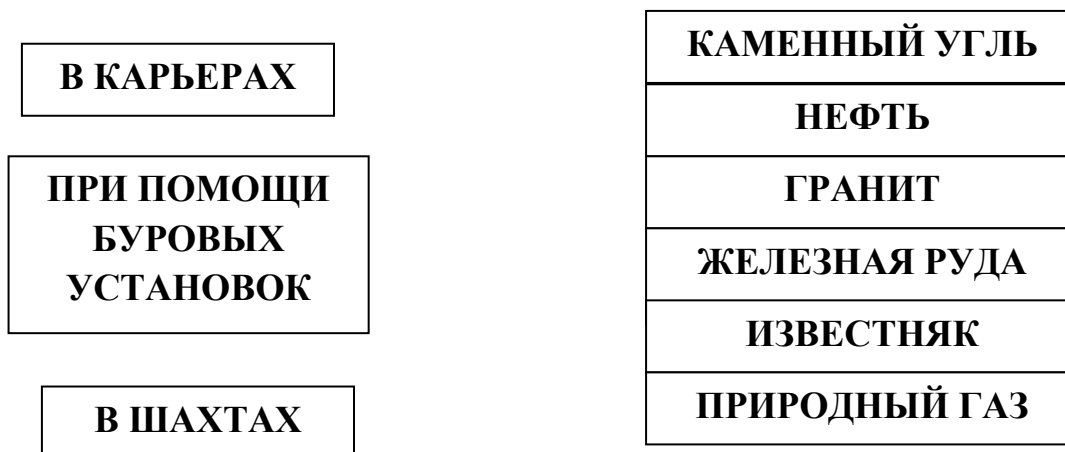 В КАРЬЕРАХ
ПРИ ПОМОЩИ
БУРОВЫХ
УСТАНОВОК
В ШАХТАХ
КАМЕННЫЙ УГЛЬ
НЕФТЬ
ГРАНИТ
ЖЕЛЕЗНАЯ РУДА
ИЗВЕСТНЯК
ПРИРОДНЫЙ ГАЗ